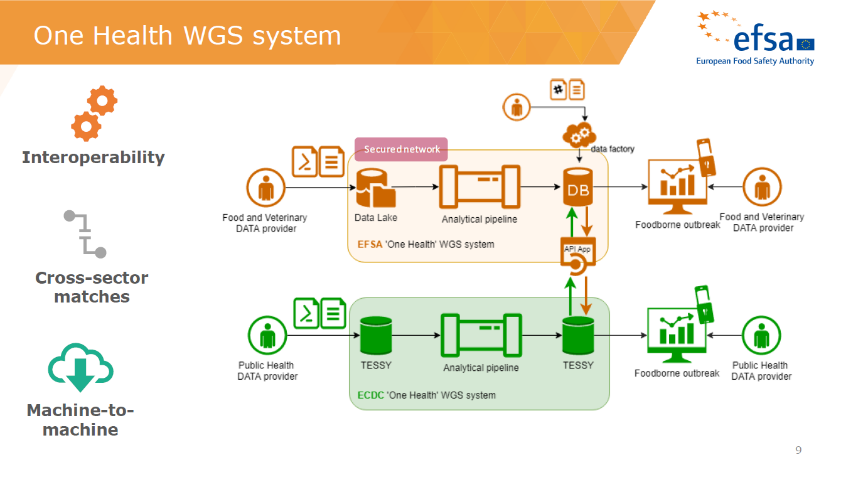 One Health WGS system
efsa
European Food Safety Authority
Interoperability
Cross-sector
matches
Machine-to-
machine
#
data factory
Secured network
Food and Veterinary
DATA provider
Data Lake
Analytical pipeline
DB
Foodborne outbreak
Food and Veterinary
DATA provider
EFSA 'One Health' WGS system
API App
Public Health
DATA provider
TESSY
Analytical pipeline
TESSY
Foodborne outbreak
Public Health
DATA provider
ECDC 'One Health' WGS system
9